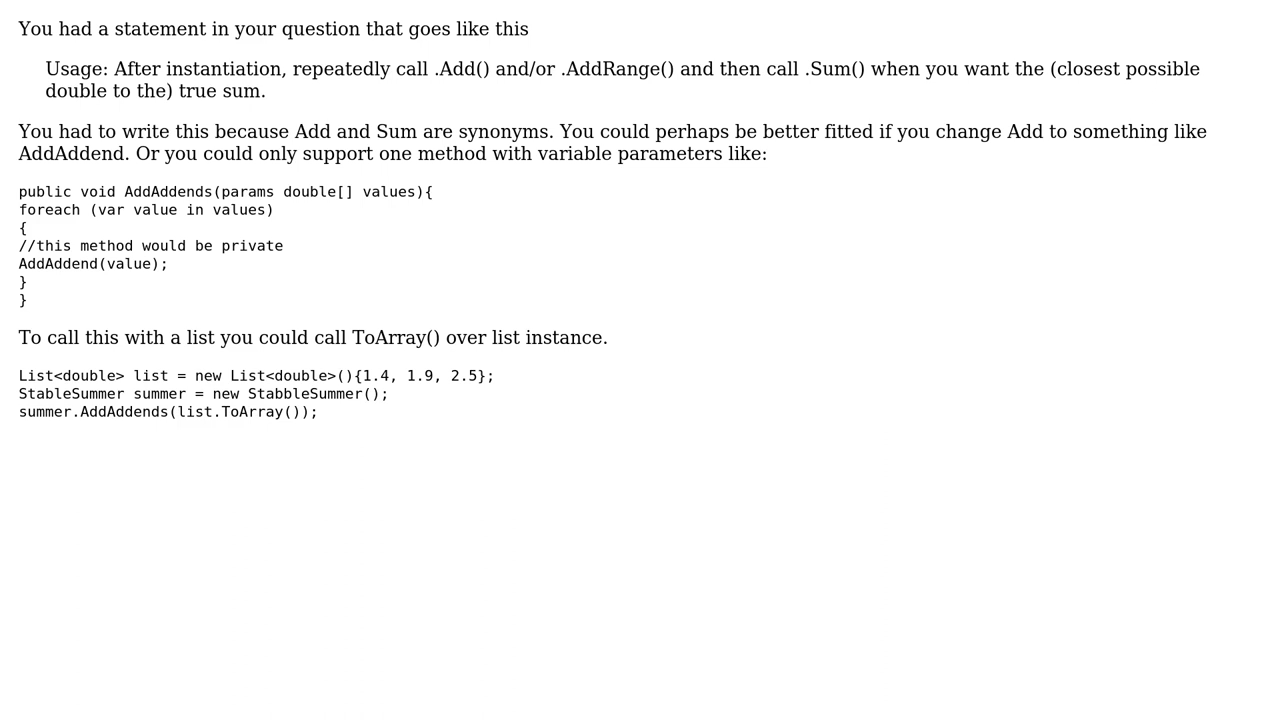 You had a statement in your question that goes like this
Usage: After instantiation, repeatedly call .Add() and/or .AddRange() and then call .Sum() when you want the (closest possible
double to the) true sum.
You had to write this because Add and Sum are synonyms. You could perhaps be better fitted if you change Add to something like
AddAddend. Or you could only support one method with variable parameters like:
public void AddAddends(params double[] values){
foreach (var value in values)
{
//this method would be private
AddAddend(value);
}
}
To call this with a list you could call ToArray() over list instance.
List<double> list = new List<double>(){1.4, 1.9, 2.5};
StableSummer summer = new StabbleSummer();
summer.AddAddends(list.ToArray());